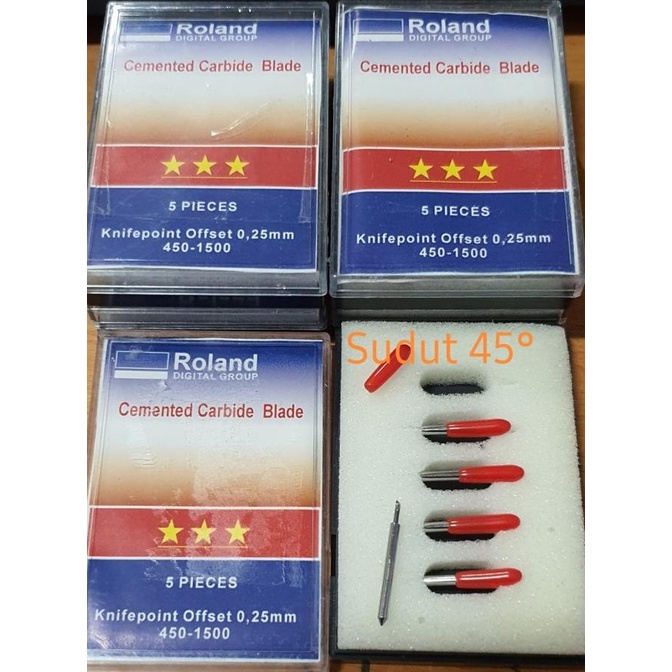 Roland
DIGITAL GROUP
Cemented Carbide Blade
5 PIECES
Knifepoint Offset 0,25mm
450-1500
Roland
DIGITAL GROUP
Cemented Carbide Blade
5 PIECES
Knifepoint Offset 0,25mm
450-1500
Roland
DIGITAL GROUP
Cemented Carbide Blade
5 PIECES
Knifepoint Offset 0,25mm
450-1500
Sudut 45°